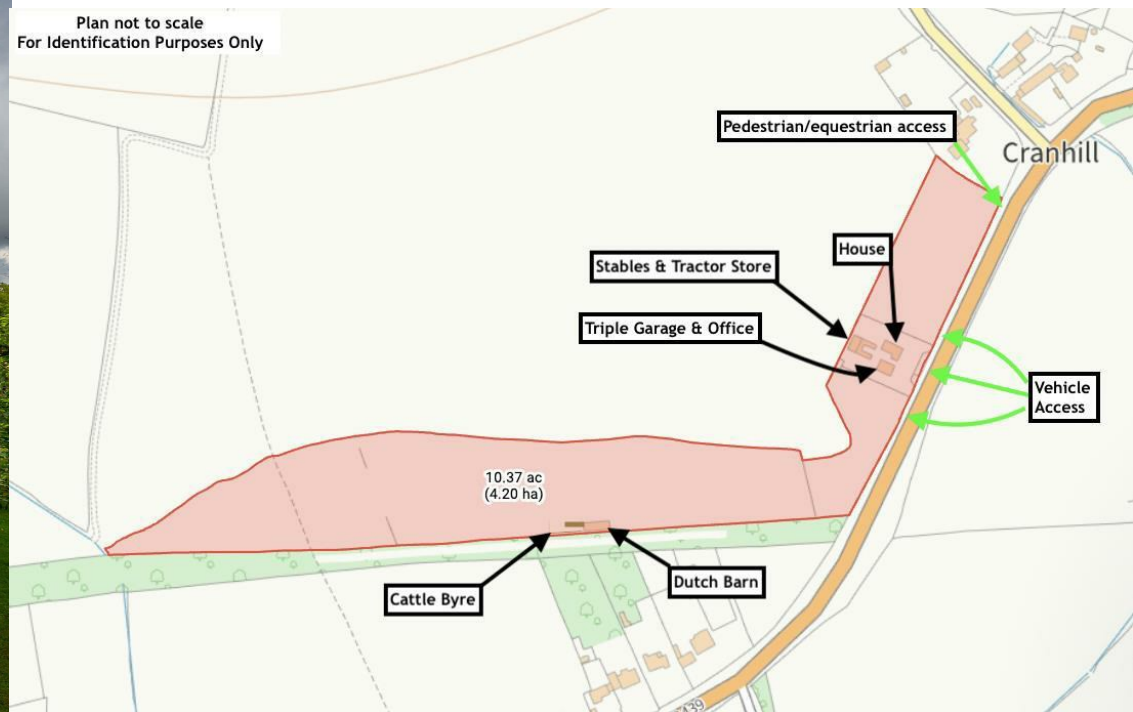 Plan not to scale
For Identification Purposes Only
Pedestrian/equestrian access
Cranhill
House
Stables & Tractor Store
Triple Garage & Office
Vehicle
Access
10.37 ac
(4.20 ha)
Cattle Byre
Dutch Barn